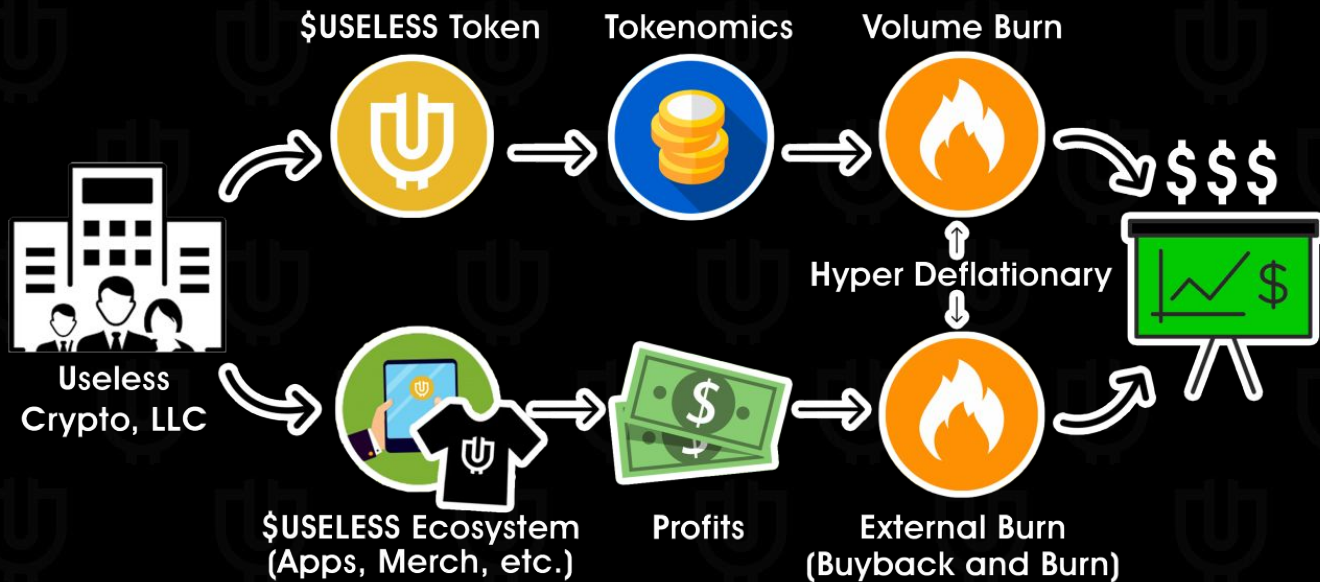 $USELESS Token
Tokenomics
Volume Burn
$$$
Hyper Deflationary
$
Useless
Crypto, LLC
$
$
$USELESS Ecosystem
(Apps, Merch, etc.)
Profits
External Burn
(Buyback and Burn)